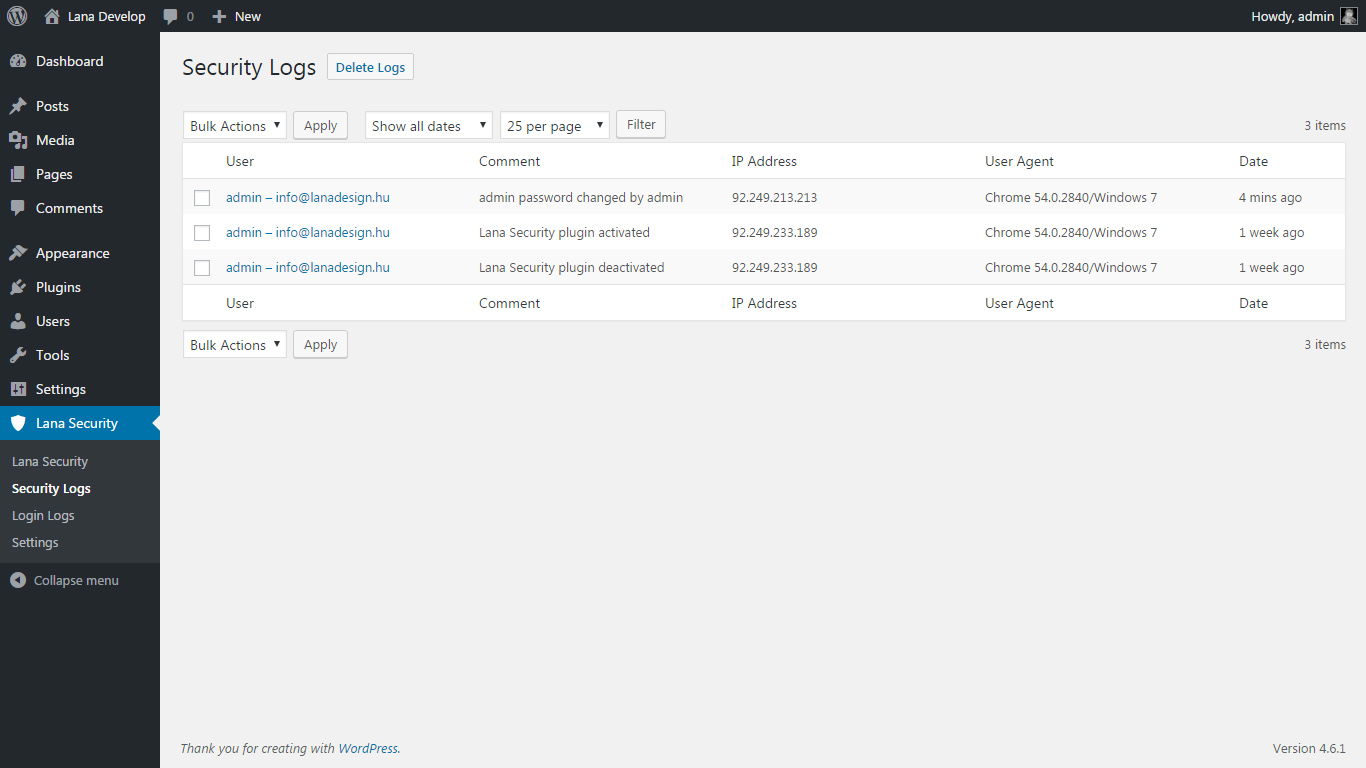 Lana Develop 0 New Howdy, admin
Dashboard
Posts
Media
Pages
Comments
Appearance
Plugins
Users
Tools
Settings
Lana Security
Lana Security
Security Logs
Login Logs
Settings
Collapse menu
Security Logs Delete Logs
Bulk Actions Apply Show all dates 25 per page Filter 3 items
User Comment IP Address User Agent Date
admin – info@lanadesign.hu admin password changed by admin 92.249.213.213 Chrome 54.0.2840/Windows 7 4 mins ago
admin – info@lanadesign.hu Lana Security plugin activated 92.249.233.189 Chrome 54.0.2840/Windows 7 1 week ago
admin – info@lanadesign.hu Lana Security plugin deactivated 92.249.233.189 Chrome 54.0.2840/Windows 7 1 week ago
User Comment IP Address User Agent Date
Bulk Actions Apply 3 items
Thank you for creating with WordPress. Version 4.6.1